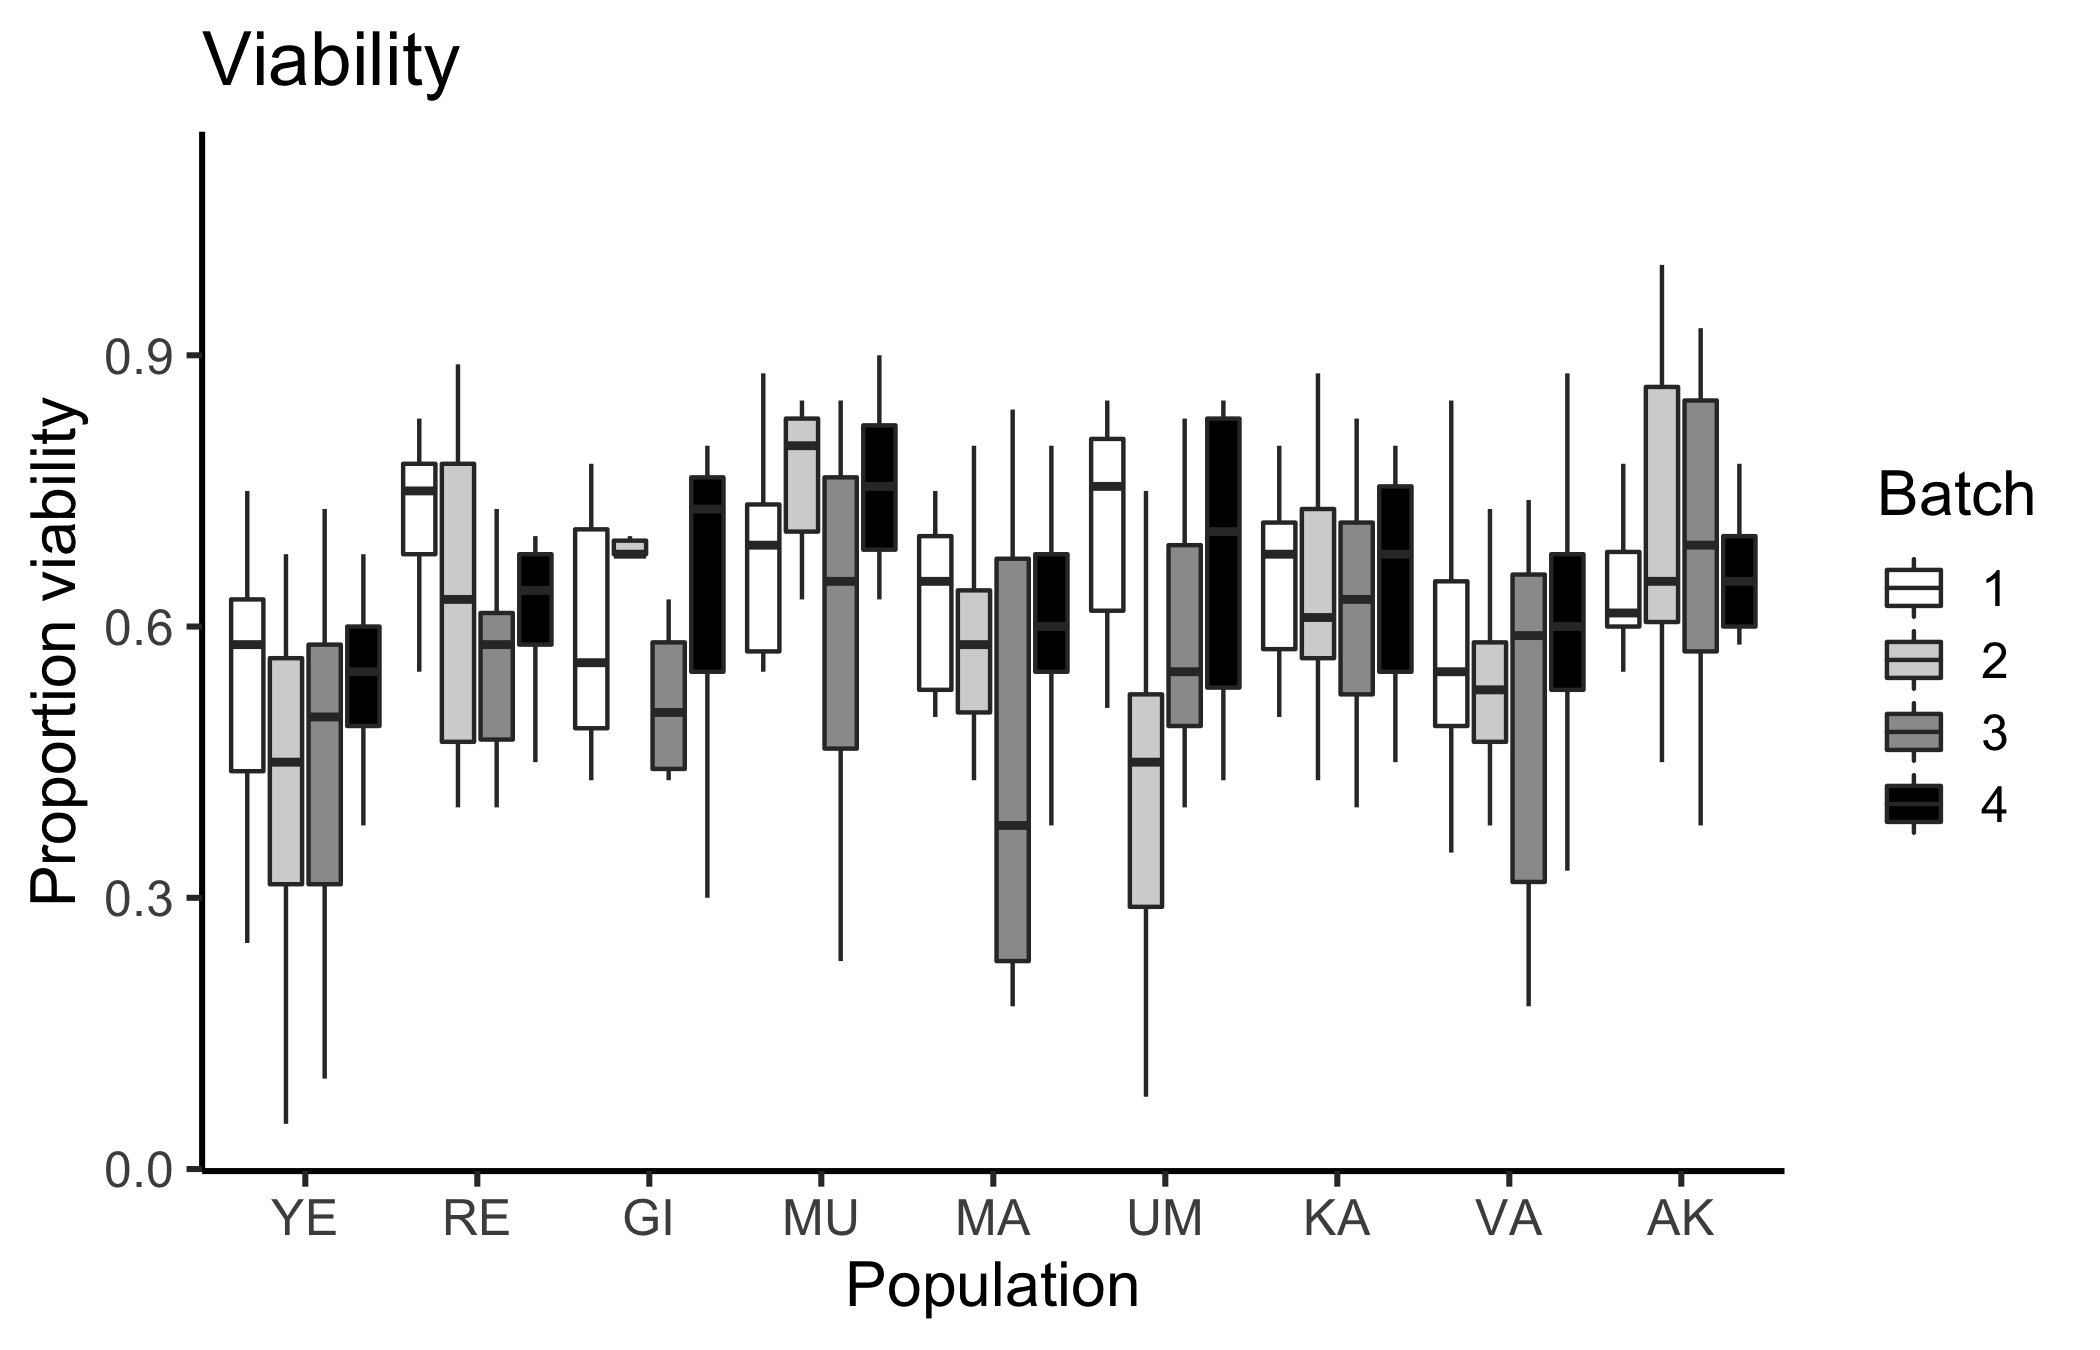 Viability
Proportion viability
0.9
0.6
0.3
0.0
YE RE GI MU MA UM KA VA AK
Population
Batch
1
2
3
4